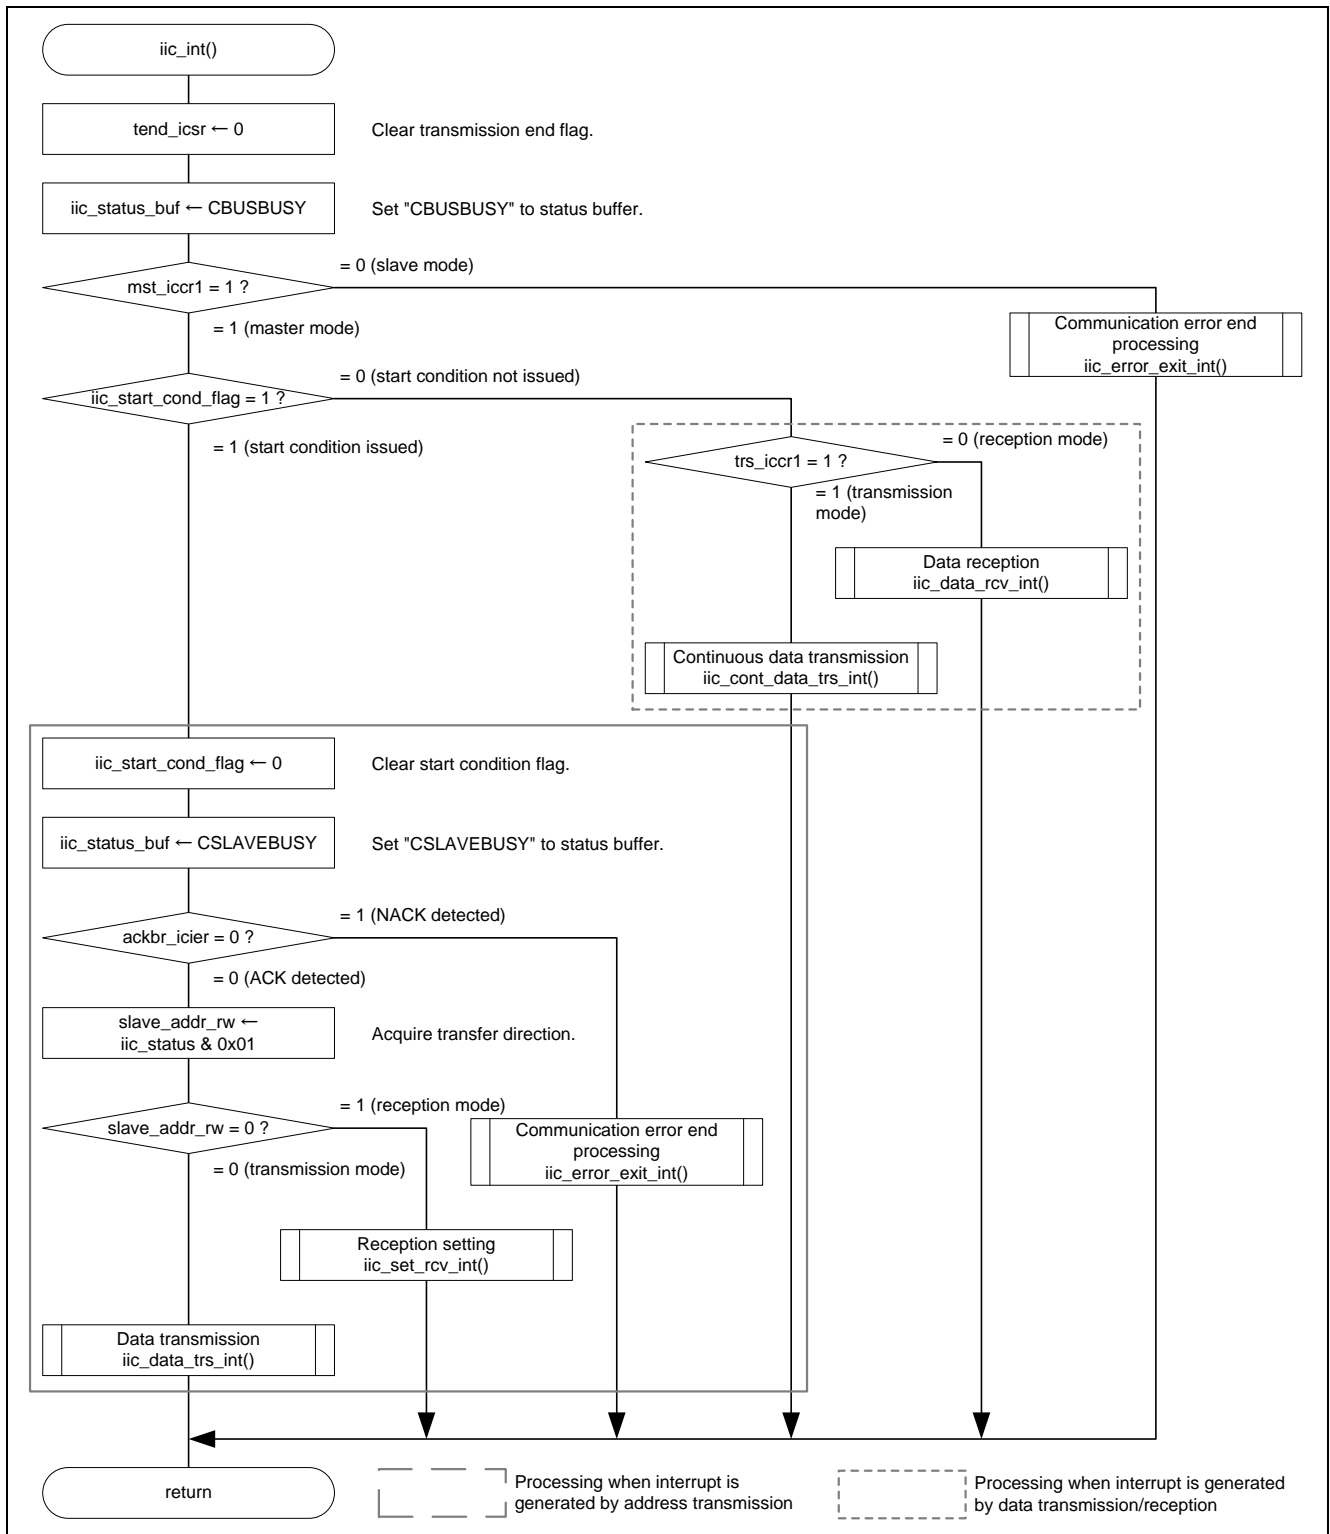 iic_int()
tend_icsr ← 0
Clear transmission end flag.
iic_status_buf ← CBUSBUSY
Set "CBUSBUSY" to status buffer.
= 0 (slave mode)
mst_iccr1 = 1 ?
= 1 (master mode)
Communication error end
processing
iic_error_exit_int()
= 0 (start condition not issued)
iic_start_cond_flag = 1 ?
= 1 (start condition issued)
= 0 (reception mode)
trs_iccr1 = 1 ?
= 1 (transmission
mode)
Data reception
iic_data_rcv_int()
Continuous data transmission
iic_cont_data_trs_int()
iic_start_cond_flag ← 0
Clear start condition flag.
iic_status_buf ← CSLAVEBUSY
Set "CSLAVEBUSY" to status buffer.
= 1 (NACK detected)
ackbr_icier = 0 ?
= 0 (ACK detected)
slave_addr_rw ←
iic_status & 0x01
Acquire transfer direction.
= 1 (reception mode)
slave_addr_rw = 0 ?
= 0 (transmission mode)
Communication error end
processing
iic_error_exit_int()
Reception setting
iic_set_rcv_int()
Data transmission
iic_data_trs_int()
return
Processing when interrupt is
generated by address transmission
Processing when interrupt is generated
by data transmission/reception